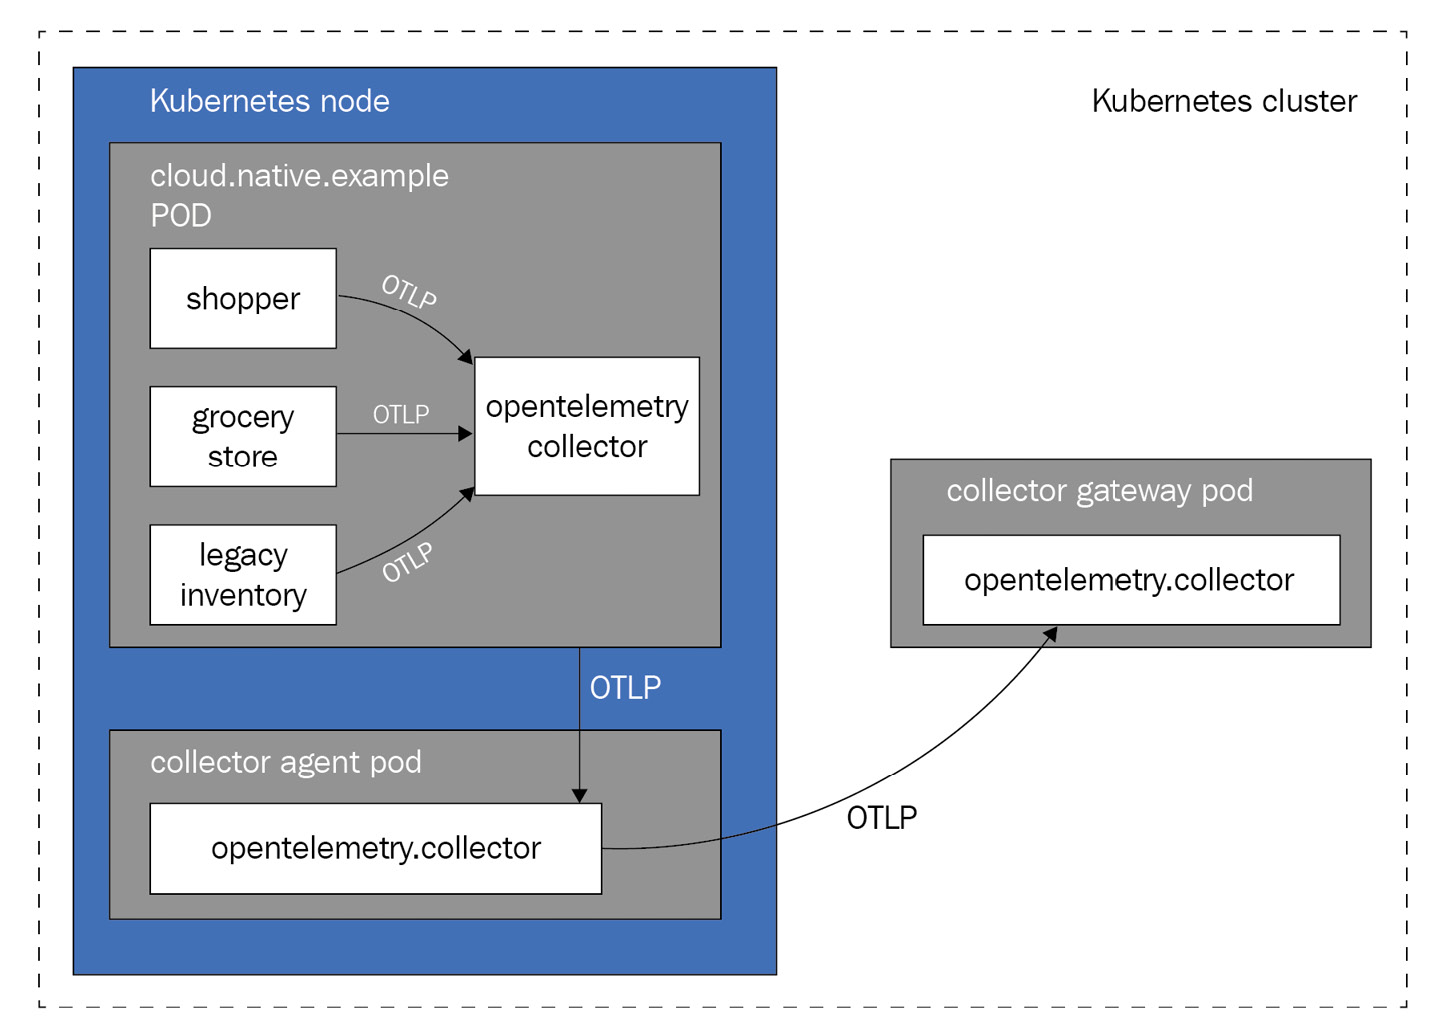 Kubernetes node
Kubernetes cluster
cloud.native.example
POD
shopper
OTLP
grocery
store
OTLP
opentelemetry
collector
legacy
inventory
OTLP
OTLP
collector gateway pod
opentelemetry.collector
collector agent pod
opentelemetry.collector
OTLP